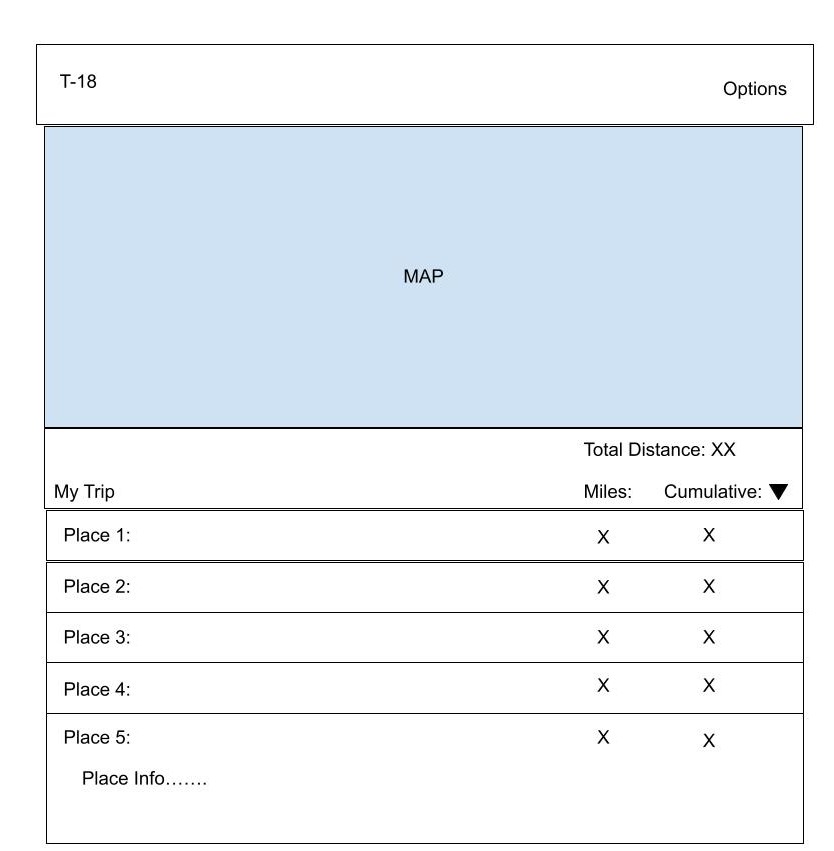 T-18
Options
MAP
Total Distance: XX
My Trip Miles: Cumulative:
Place 1: X X
Place 2: X X
Place 3: X X
Place 4: X X
Place 5: X X
Place Info.......